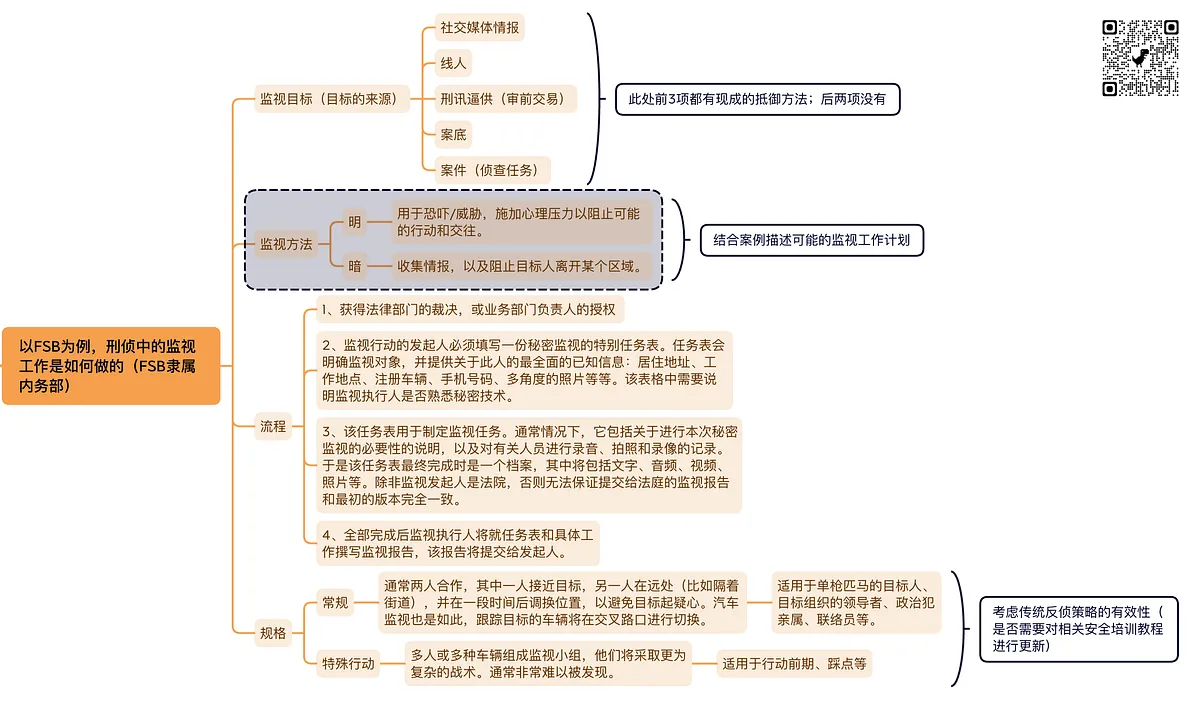 以FSB为例，刑侦中的监视
工作是如何做的（FSB隶属
内务部）
监视目标（目标的来源）
社交媒体情报
线人
刑讯逼供（审前交易）
案底
案件（侦查任务）
此处前3项都有现成的抵御方法；后两项没有
监视方法
明
用于恐吓/威胁，施加心理压力以阻止可能
的行动和交往。
暗
收集情报，以及阻止目标人离开某个区域。
结合案例描述可能的监视工作计划
流程
1、获得法律部门的裁决，或业务部门负责人的授权
2、监视行动的发起人必须填写一份秘密监视的特别任务表。任务表会
明确监视对象，并提供关于此人的最全面的已知信息：居住地址、工
作地点、注册车辆、手机号码、多角度的照片等等。该表格中需要说
明监视执行人是否熟悉秘密技术。
3、该任务表用于制定监视任务。通常情况下，它包括关于进行本次秘密
监视的必要性的说明，以及对有关人员进行录音、拍照和录像的记录。
于是该任务表最终完成时是一个档案，其中将包括文字、音频、视频、
照片等。除非监视发起人是法院，否则无法保证提交给法庭的监视报告
和最初的版本完全一致。
4、全部完成后监视执行人将就任务表和具体工
作撰写监视报告，该报告将提交给发起人。
规格
常规
通常两人合作，其中一人接近目标，另一人在远处（比如隔着
街道），并在一段时间后调换位置，以避免目标起疑心。汽车
监视也是如此，跟踪目标的车辆将在交叉路口进行切换。
适用于单枪匹马的目标人、
目标组织的领导者、政治犯
亲属、联络员等。
特殊行动
多人或多种车辆组成监视小组，他们将采取更为
复杂的战术。通常非常难以被发现。
适用于行动前期、踩点等
考虑传统反侦策略的有效性（
是否需要对相关安全培训教程
进行更新）